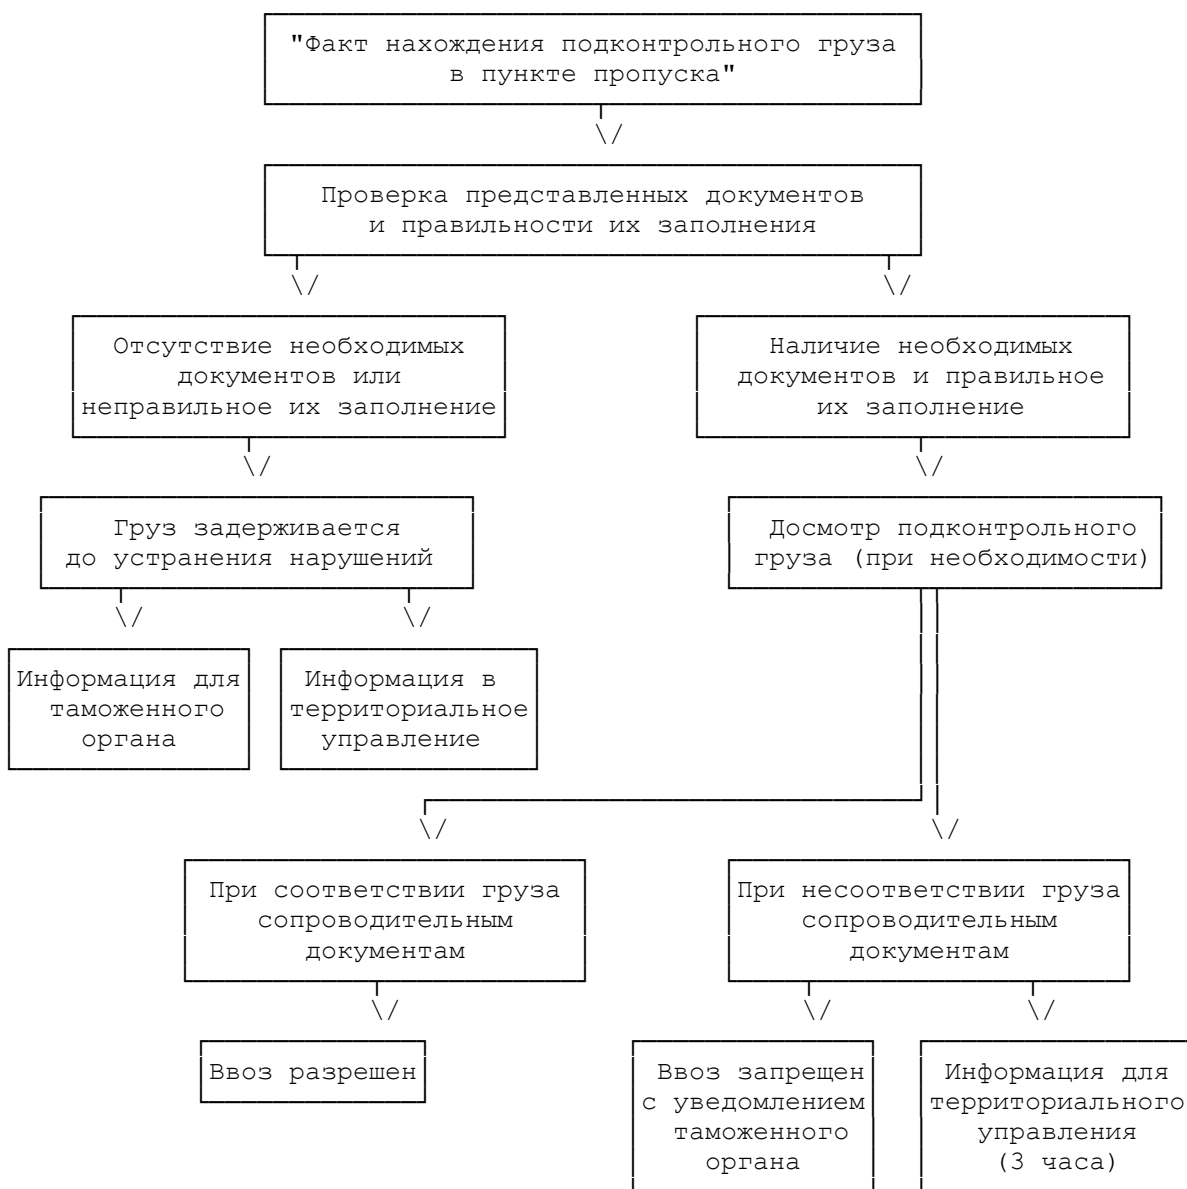 "Факт нахождения подконтрольного груза
в пункте пропуска"
Проверка представленных документов
и правильности их заполнения
Отсутствие необходимых
документов или
неправильное их заполнение
Наличие необходимых
документов и правильное
их заполнение
Груз задерживается
до устранения нарушений
Досмотр подконтрольного
груза (при необходимости)
Информация для
таможенного
органа
Информация в
территориальное
управление
При соответствии груза
сопроводительным
документам
При несоответствии груза
сопроводительным
документам
Ввоз разрешен
Ввоз запрещен
с уведомлением
таможенного
органа
Информация для
территориального
управления
(3 часа)